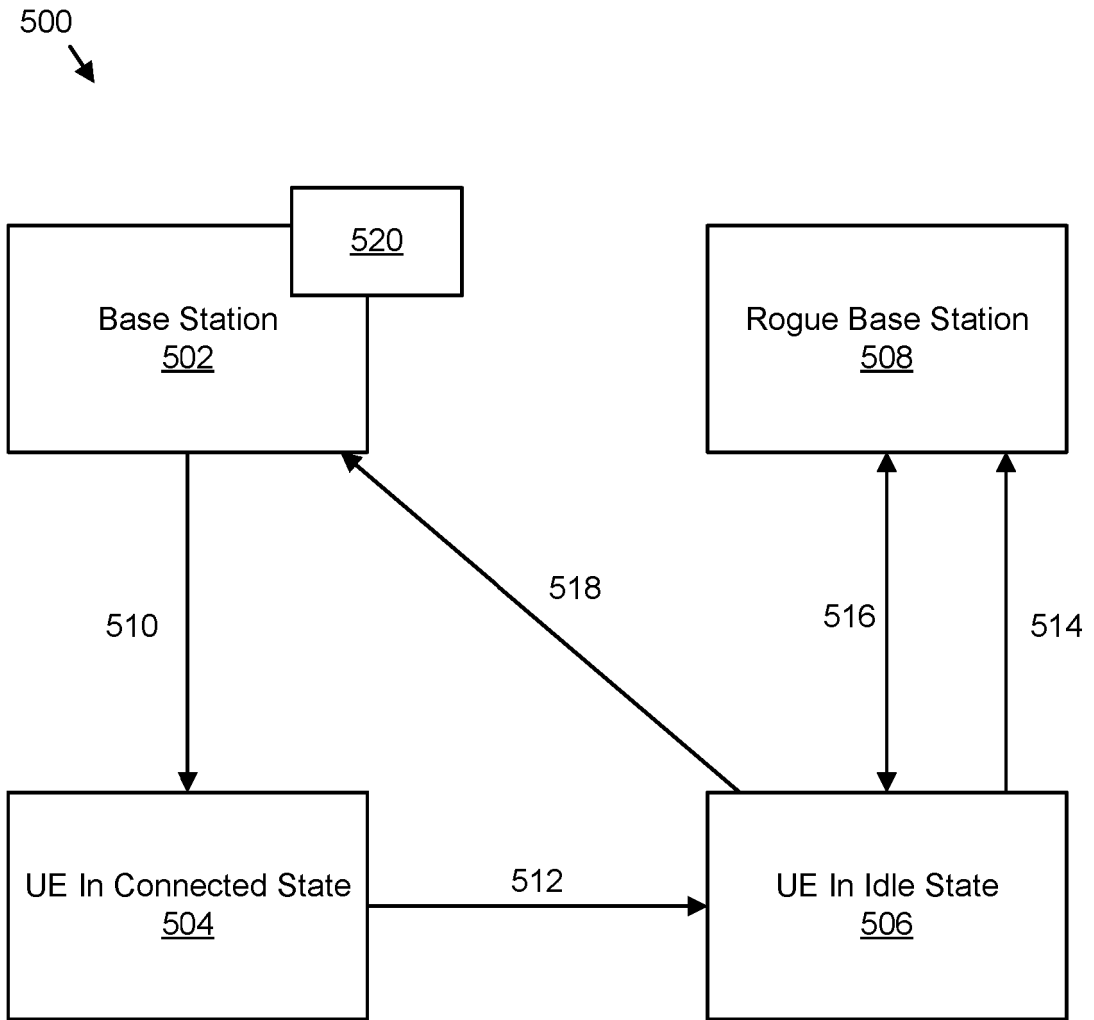 500
520
Base Station
502
Rogue Base Station
508
510
518
516
514
UE In Connected State
504
512
UE In Idle State
506